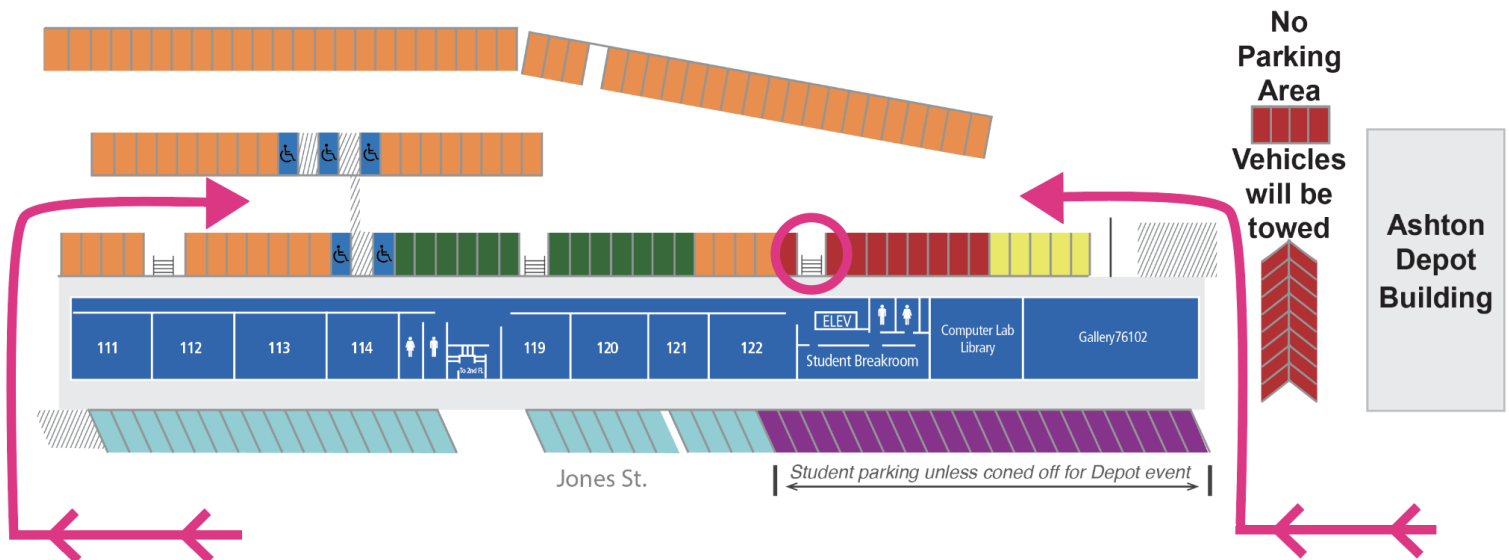 No
Parking
Area
Vehicles
will be
towed
Ashton
Depot
Building
111
112
113
114
To 2nd FL
119
120
121
122
ELEV
Student Breakroom
Computer Lab
Library
Gallery76102
Jones St.
Student parking unless coned off for Depot event